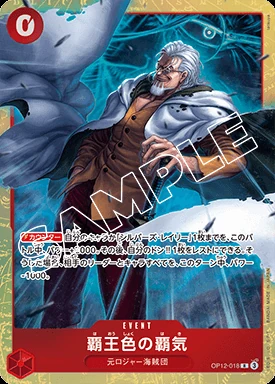 0
SAMPLE
カウンター 自分のキャラか「シルバーズ・レイリー」1枚までを、このバ
トル中、パワー+2000。その後、自分のドン!!1枚をレストにできる。そ
うした場合、相手のリーダーとキャラすべてを、このターン中、パワー
-1000。
EVENT
覇王色の覇気
元ロジャー海賊団
OP12-018 R 3